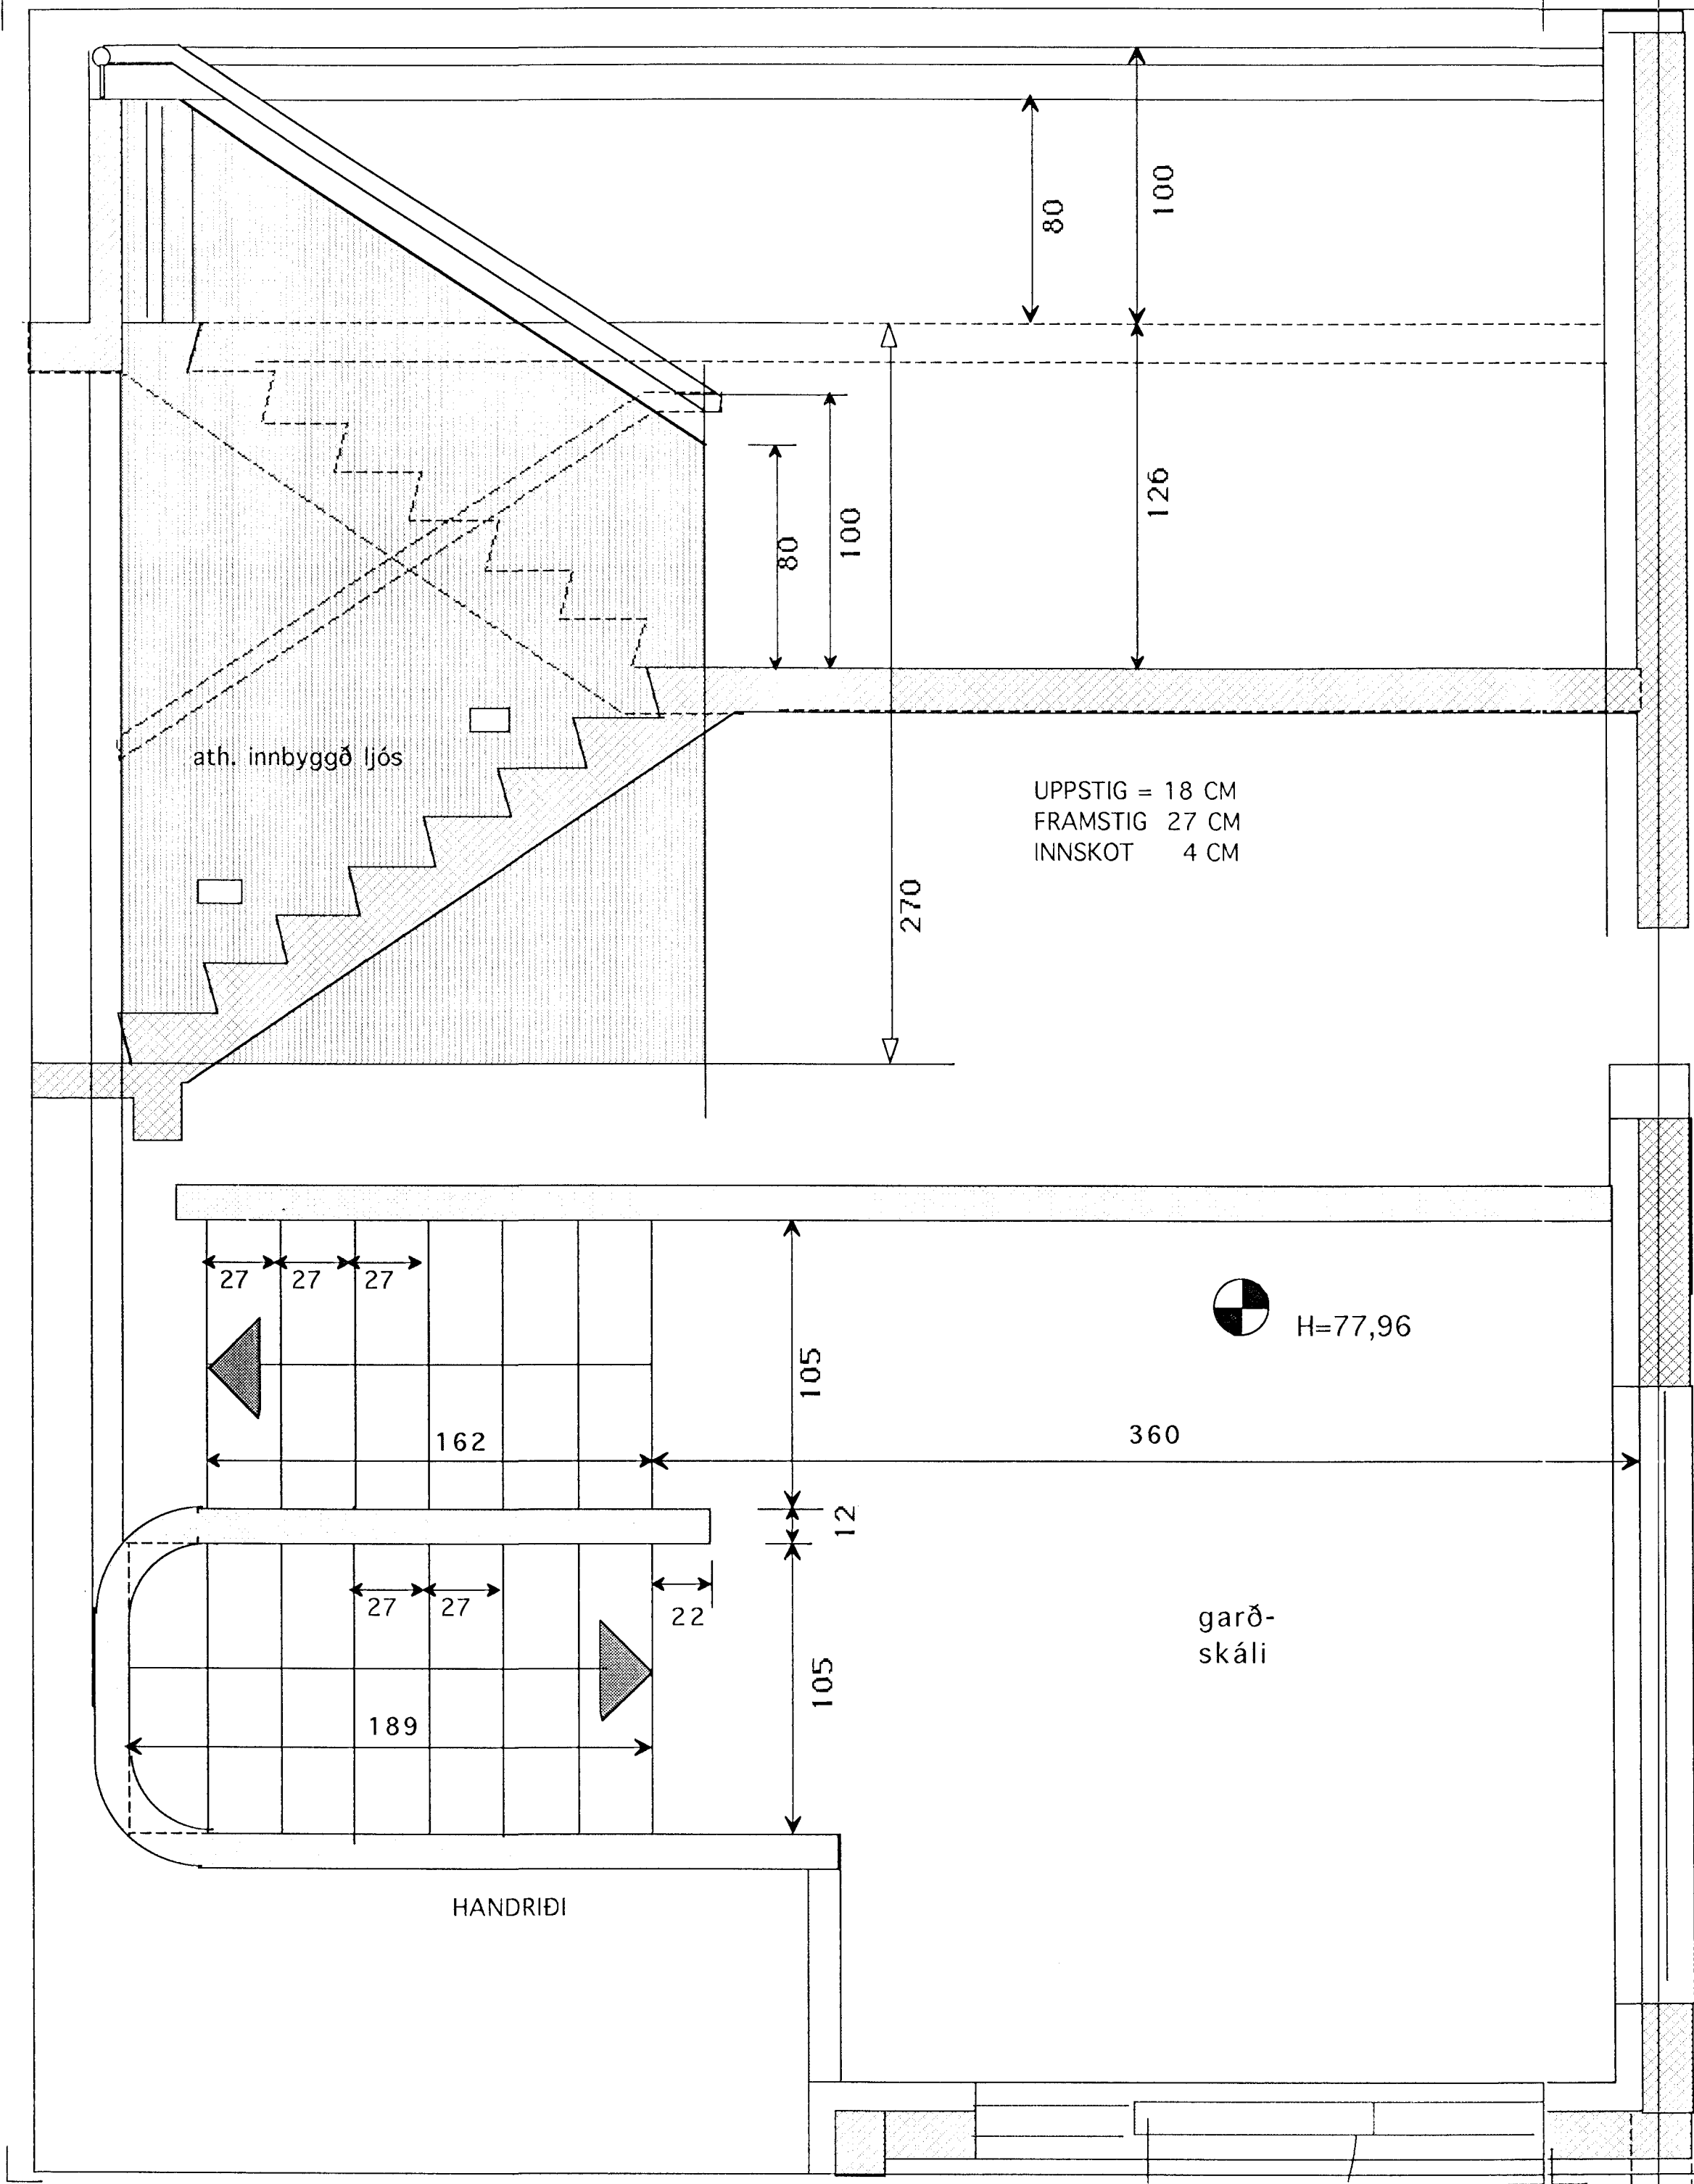 100
80
126
100
80
ath. innbyggð ljós
UPPSTIG = 18 CM
FRAMSTIG 27 CM
INNSKOT 4 CM
270
27 27 27
H=77,96
105
162
360
12
27 27
22
garð-
skáli
105
189
HANDRIÐI